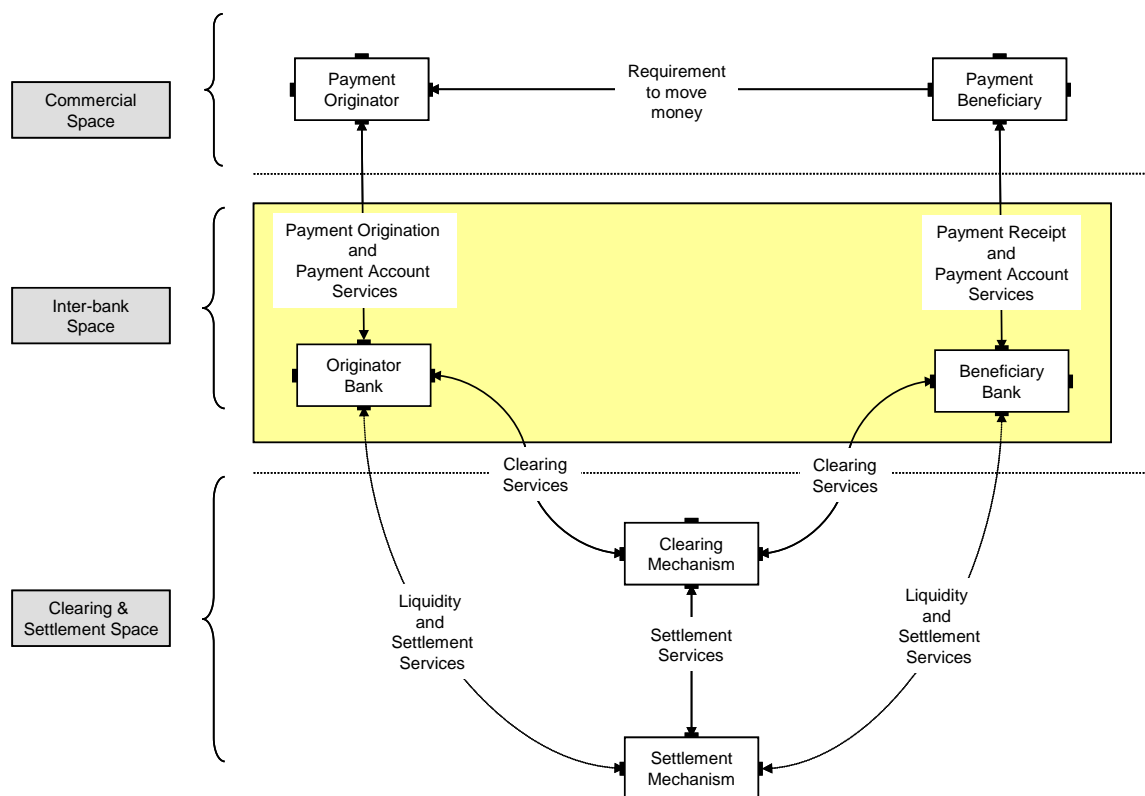 Commercial
Space
Payment
Originator
Requirement
to move
money
Payment
Beneficiary
Inter-bank
Space
Payment Origination
and
Payment Account
Services
Payment Receipt
and
Payment Account
Services
Originator
Bank
Beneficiary
Bank
Clearing
Services
Clearing
Services
Clearing &
Settlement Space
Clearing
Mechanism
Liquidity
and
Settlement
Services
Settlement
Services
Liquidity
and
Settlement
Services
Settlement
Mechanism